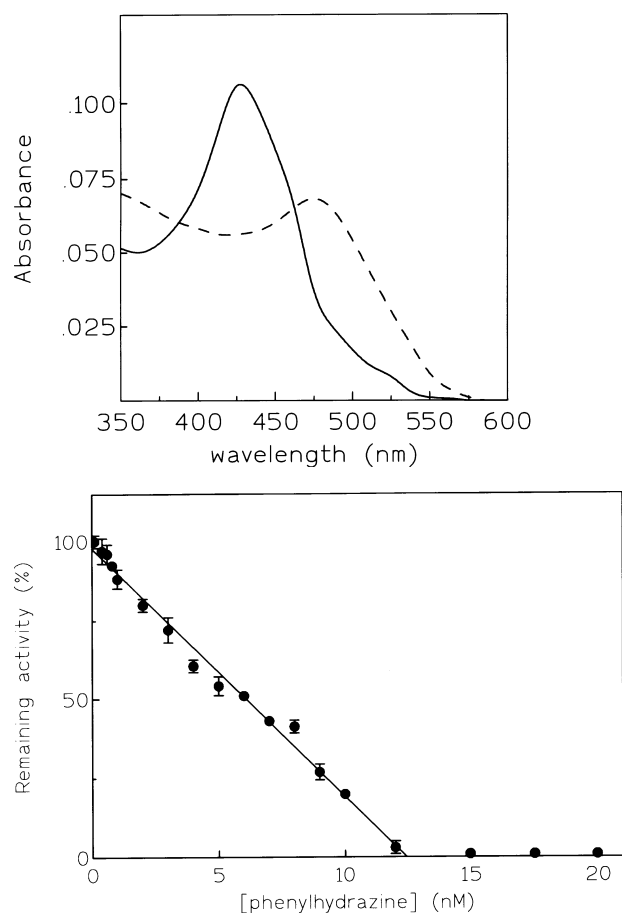 Absorbance
.100
.075
.050
.025
350 400 450 500 550 600
wavelength (nm)
Remaining activity (%)
100
50
0
0 5 10 15 20
[phenylhydrazine] (nM)